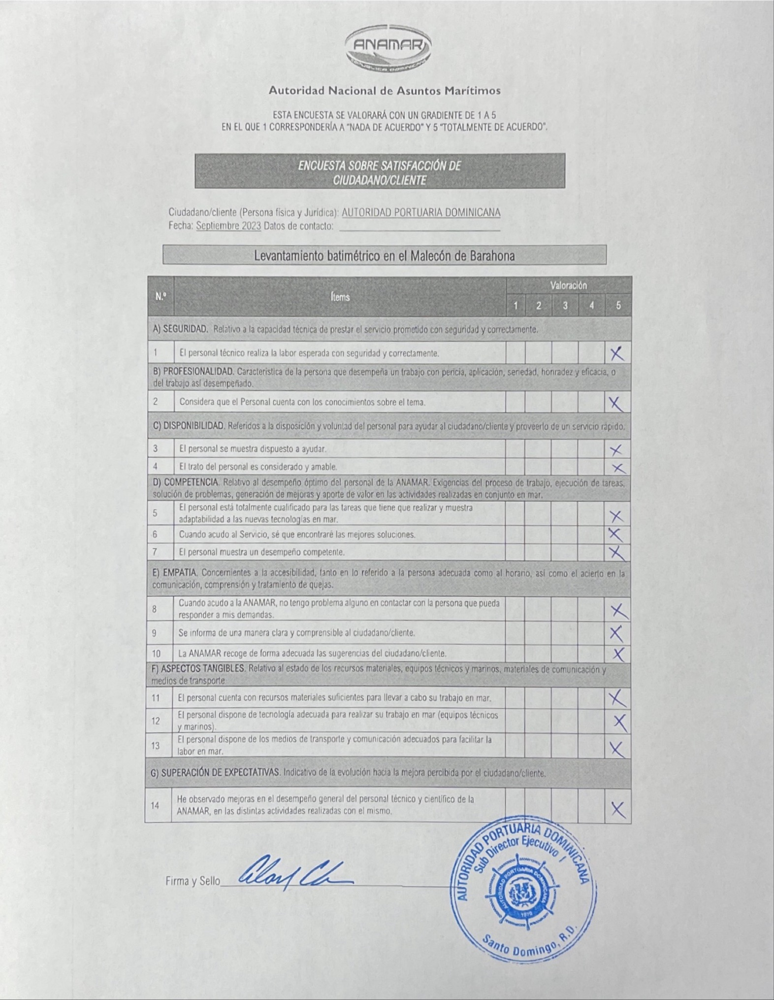 ANAMAR
REPÚBLICA DOMINICANA
Autoridad Nacional de Asuntos Marítimos
ESTA ENCUESTA SE VALORARÁ CON UN GRADIENTE DE 1 A 5
EN EL QUE 1 CORRESPONDERÍA A "NADA DE ACUERDO" Y 5 "TOTALMENTE DE ACUERDO".
ENCUESTA SOBRE SATISFACCIÓN DE
CIUDADANO/CLIENTE
Ciudadano/cliente (Persona física y Jurídica): AUTORIDAD PORTUARIA DOMINICANA
Fecha: Septiembre 2023 Datos de contacto:
Levantamiento batimétrico en el Malecón de Barahona
N.º Ítems Valoración
1 2 3 4 5
A) SEGURIDAD. Relativo a la capacidad técnica de prestar el servicio prometido con seguridad y correctamente.
1 El personal técnico realiza la labor esperada con seguridad y correctamente. X
B) PROFESIONALIDAD. Característica de la persona que desempeña un trabajo con pericia, aplicación, seriedad, honradez y eficacia, o
del trabajo así desempeñado.
2 Considera que el Personal cuenta con los conocimientos sobre el tema. X
C) DISPONIBILIDAD. Referidos a la disposición y voluntad del personal para ayudar al ciudadano/cliente y proveerlo de un servicio rápido.
3 El personal se muestra dispuesto a ayudar. X
4 El trato del personal es considerado y amable. X
D) COMPETENCIA. Relativo al desempeño óptimo del personal de la ANAMAR. Exigencias del proceso de trabajo, ejecución de tareas,
solución de problemas, generación de mejoras y aporte de valor en las actividades realizadas en conjunto en mar.
5 El personal está totalmente cualificado para las tareas que tiene que realizar y muestra
adaptabilidad a las nuevas tecnologías en mar. X
6 Cuando acudo al Servicio, sé que encontraré las mejores soluciones. X
7 El personal muestra un desempeño competente. X
E) EMPATIA. Concernientes a la accesibilidad, tanto en lo referido a la persona adecuada como al horario, así como el acierto en la
comunicación, comprensión y tratamiento de quejas.
8 Cuando acudo a la ANAMAR, no tengo problema alguno en contactar con la persona que pueda
responder a mis demandas. X
9 Se informa de una manera clara y comprensible al ciudadano/cliente. X
10 La ANAMAR recoge de forma adecuada las sugerencias del ciudadano/cliente. X
F) ASPECTOS TANGIBLES. Relativo al estado de los recursos materiales, equipos técnicos y marinos, materiales de comunicación y
medios de transporte
11 El personal cuenta con recursos materiales suficientes para llevar a cabo su trabajo en mar. X
12 El personal dispone de tecnología adecuada para realizar su trabajo en mar (equipos técnicos
y marinos). X
13 El personal dispone de los medios de transporte y comunicación adecuados para facilitar la
labor en mar. X
G) SUPERACIÓN DE EXPECTATIVAS. Indicativo de la evolución hacia la mejora percibida por el ciudadano/cliente.
14 He observado mejoras en el desempeño general del personal técnico y científico de la
ANAMAR, en las distintas actividades realizadas con el mismo. X
Firma y Sello
AUTORIDAD PORTUARIA DOMINICANA
Sub Director Ejecutivo I
AUTORIDAD PORTUARIA DOMINICANA
1970
Santo Domingo, R.D.